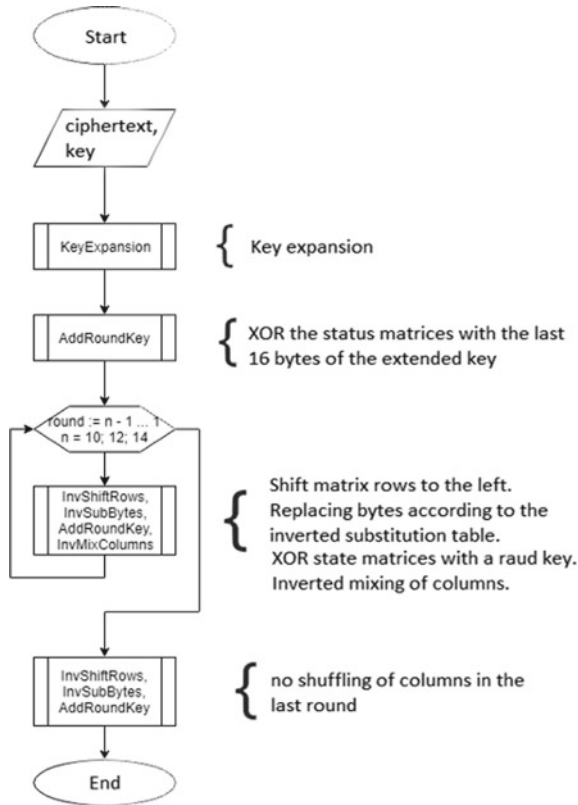 Start
ciphertext,
key
KeyExpansion
Key expansion
AddRoundKey
XOR the status matrices with the last
16 bytes of the extended key
round := n - 1 ... 1
n = 10; 12; 14
InvShiftRows,
InvSubBytes,
AddRoundKey,
InvMixColumns
Shift matrix rows to the left.
Replacing bytes according to the
inverted substitution table.
XOR state matrices with a raud key.
Inverted mixing of columns.
InvShiftRows,
InvSubBytes,
AddRoundKey
no shuffling of columns in the
last round
End